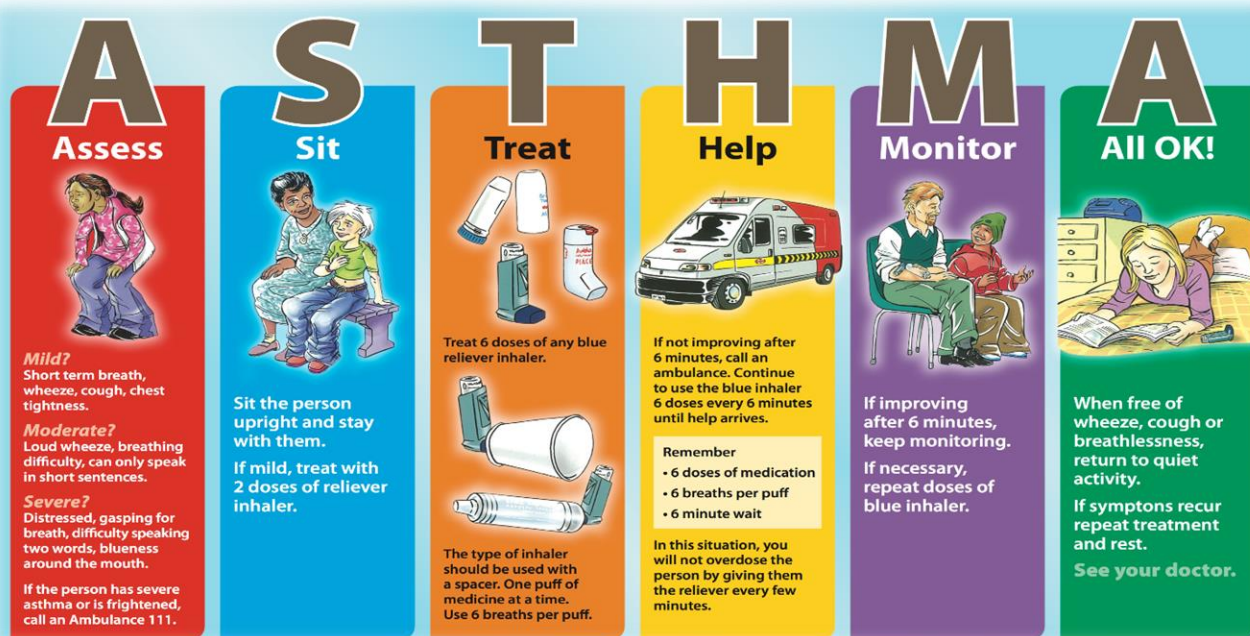 A
Assess
Mild?
Short term breath,
wheeze, cough, chest
tightness.
Moderate?
Loud wheeze, breathing
difficulty, can only speak
in short sentences.
Severe?
Distressed, gasping for
breath, difficulty speaking
two words, blueness
around the mouth.
If the person has severe
asthma or is frightened,
call an Ambulance 111.
S
Sit
Sit the person
upright and stay
with them.
If mild, treat with
2 doses of reliever
inhaler.
T
Treat
Treat 6 doses of any blue
reliever inhaler.
The type of inhaler
should be used with
a spacer. One puff of
medicine at a time.
Use 6 breaths per puff.
H
Help
If not improving after
6 minutes, call an
ambulance. Continue
to use the blue inhaler
6 doses every 6 minutes
until help arrives.
Remember
• 6 doses of medication
• 6 breaths per puff
• 6 minute wait
In this situation, you
will not overdose the
person by giving them
the reliever every few
minutes.
M
Monitor
If improving
after 6 minutes,
keep monitoring.
If necessary,
repeat doses of
blue inhaler.
A
All OK!
When free of
wheeze, cough or
breathlessness,
return to quiet
activity.
If symptons recur
repeat treatment
and rest.
See your doctor.